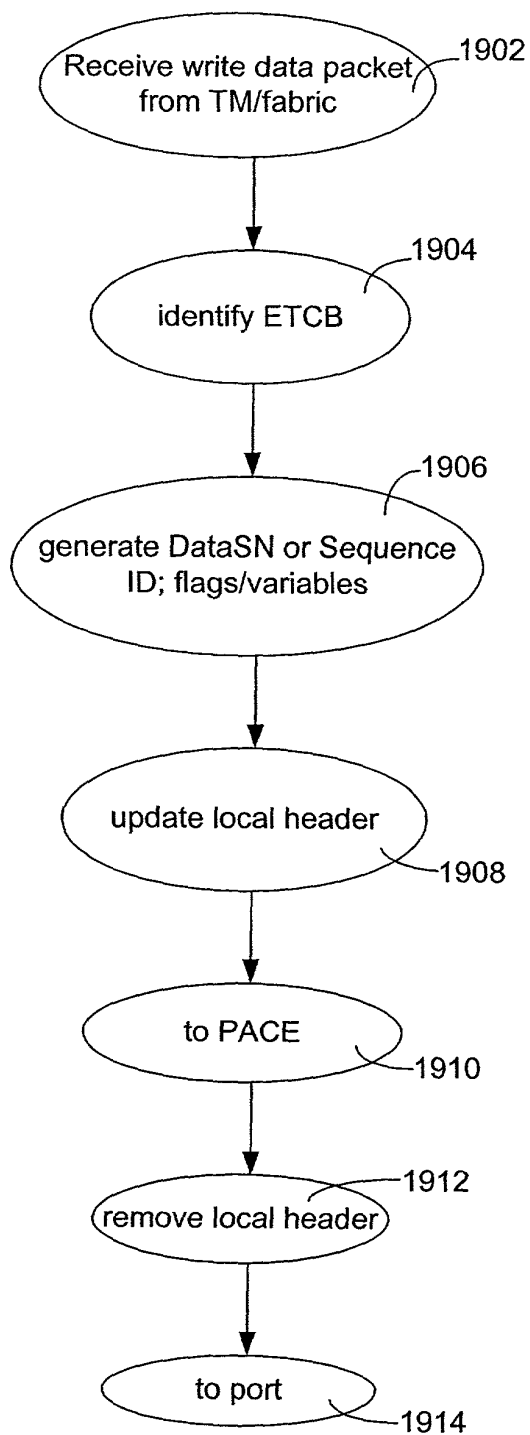 Receive write data packet
from TM/fabric
1902
1904
identify ETCB
1906
generate DataSN or Sequence
ID; flags/variables
update local header
1908
to PACE
1910
1912
remove local header
to port
1914